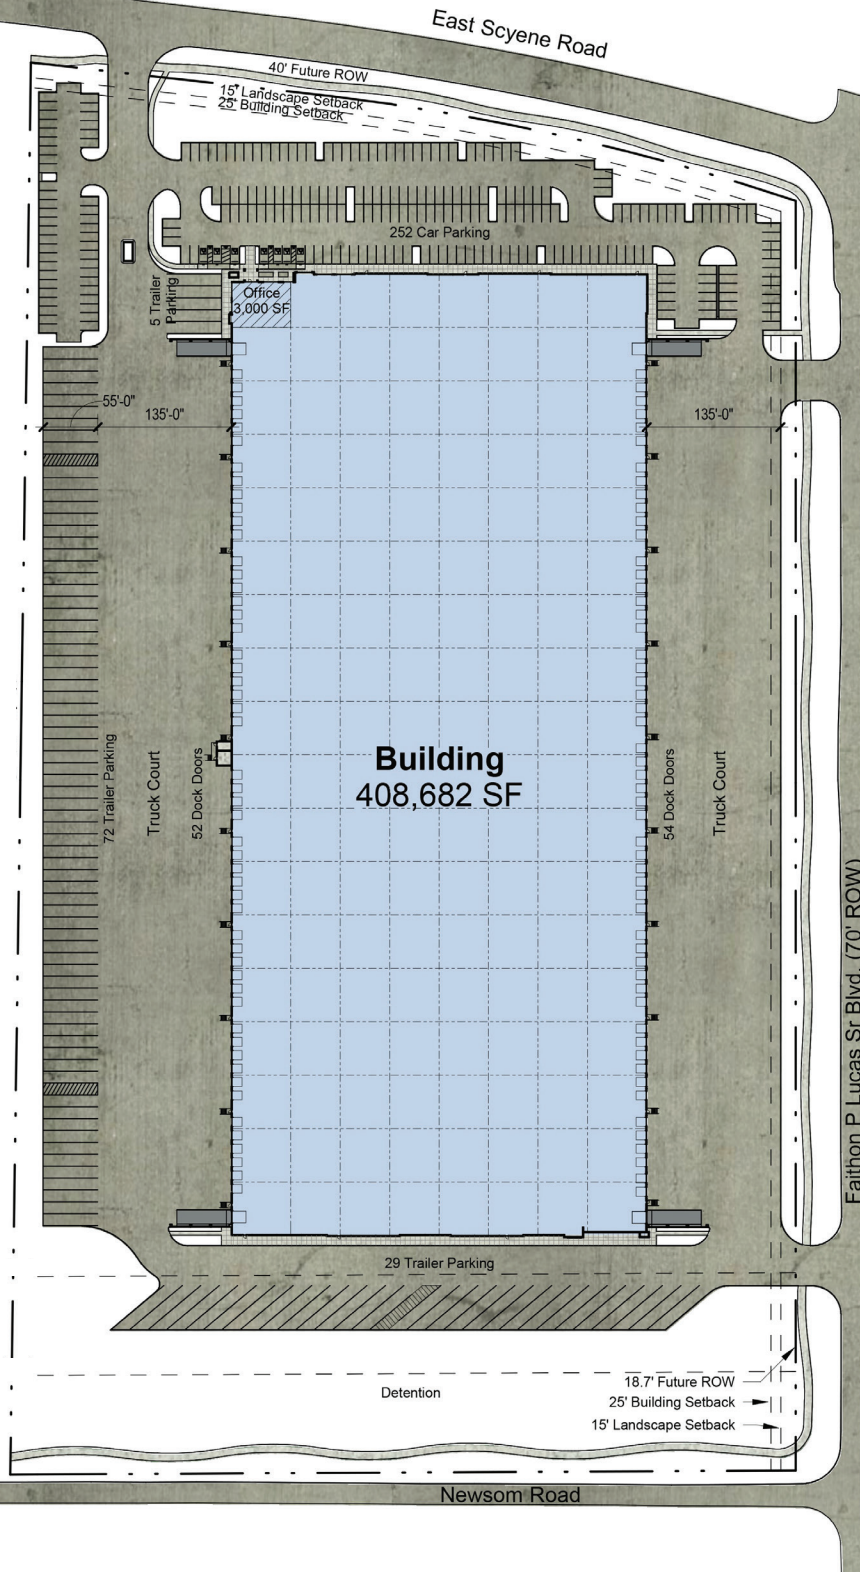 East Scyene Road
40' Future ROW
15' Landscape Setback
25' Building Setback
252 Car Parking
5 Trailer
Parking
Office
3,000 SF
55'-0"
135'-0"
135'-0"
72 Trailer Parking
Truck Court
52 Dock Doors
Building
408,682 SF
54 Dock Doors
Truck Court
Faithon P Lucas Sr Blvd. (70' ROW)
29 Trailer Parking
18.7' Future ROW
Detention
25' Building Setback
15' Landscape Setback
Newsom Road